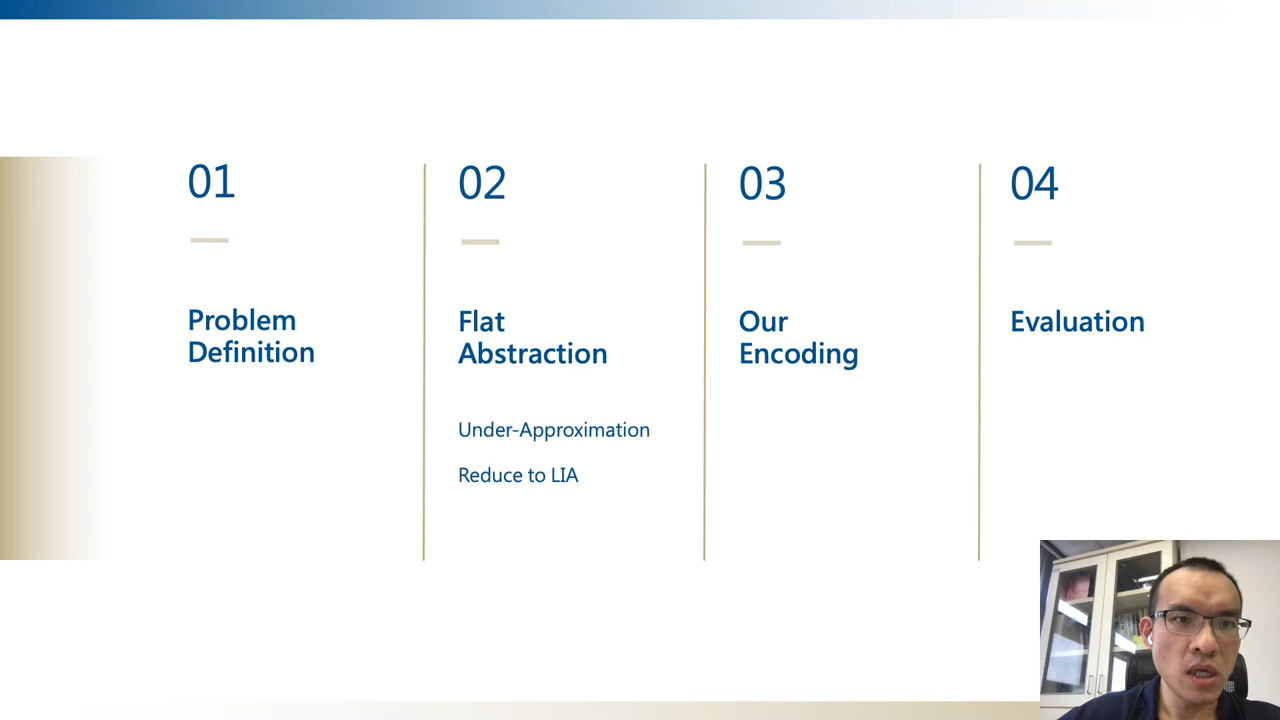 01
Problem
Definition
02
Flat
Abstraction
Under-Approximation
Reduce to LIA
03
Our
Encoding
04
Evaluation